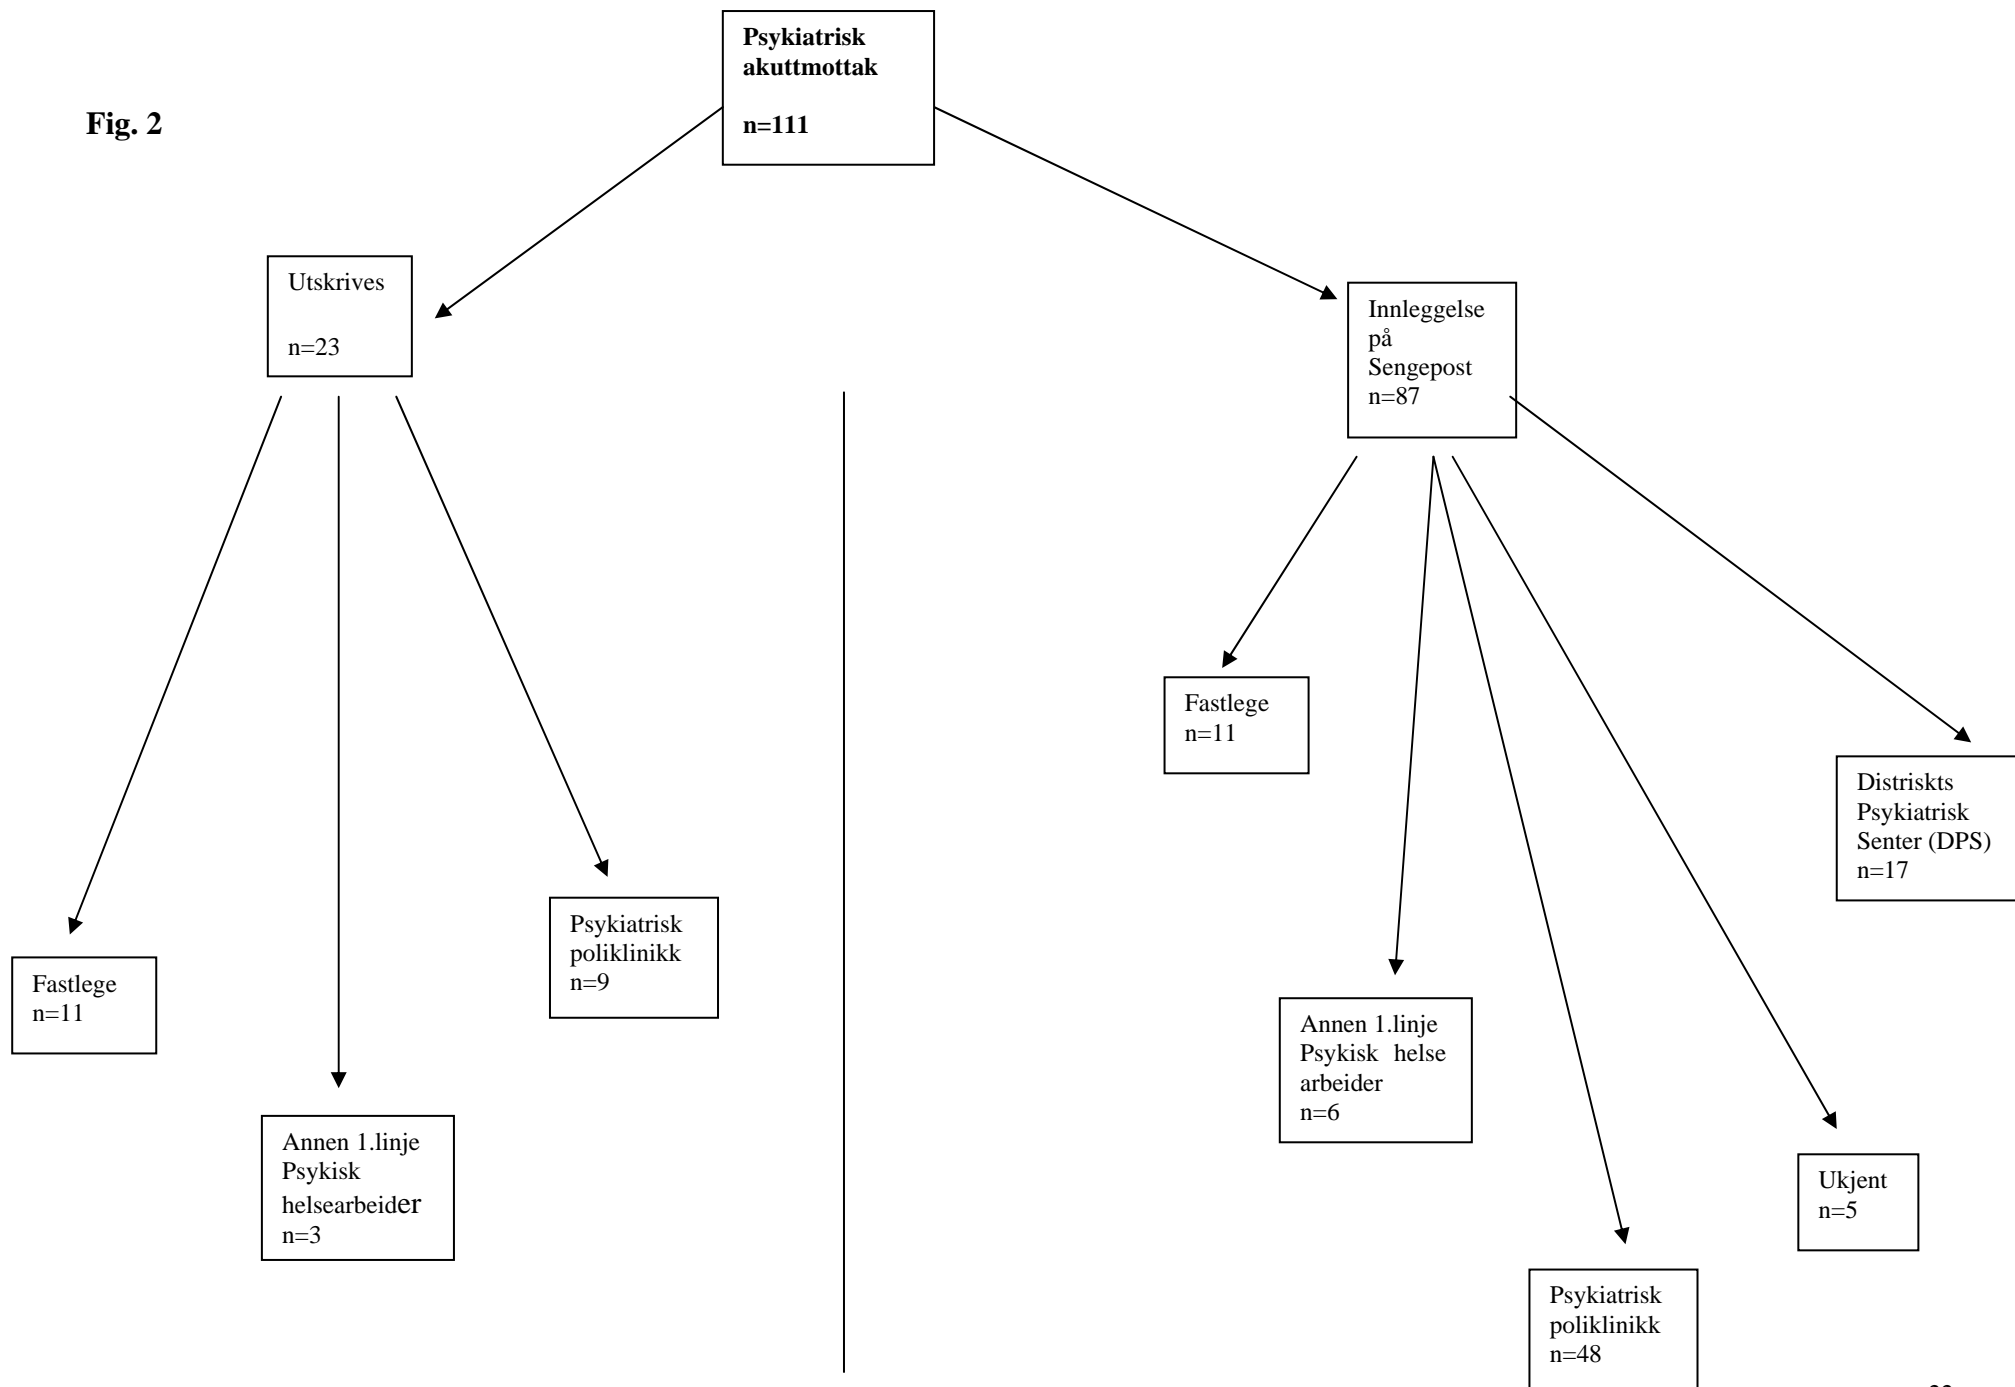 Psykiatrisk
akuttmottak
n=111
Fig. 2
Utskrives
n=23
Innleggelse
på
Sengepost
n=87
Fastlege
n=11
Annen 1.linje
Psykisk
helsearbeider
n=3
Psykiatrisk
poliklinikk
n=9
Fastlege
n=11
Annen 1.linje
Psykisk helse
arbeider
n=6
Psykiatrisk
poliklinikk
n=48
Ukjent
n=5
Distriskts
Psykiatrisk
Senter (DPS)
n=17